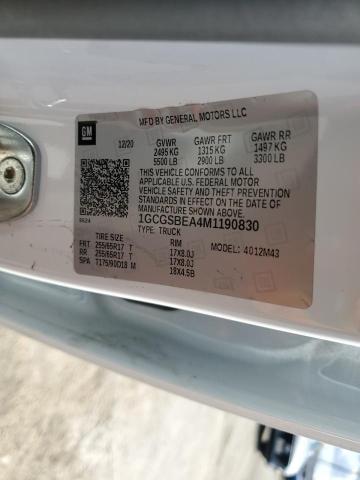 MFD BY GENERAL MOTORS LLC
GM
12/20 GVWR GAWR FRT GAWR RR
2495 KG 1315 KG 1497 KG
5500 LB 2900 LB 3300 LB
THIS VEHICLE CONFORMS TO ALL APPLICABLE U.S.
FEDERAL MOTOR VEHICLE SAFETY, BUMPER, AND
THEFT PREVENTION STANDARDS IN EFFECT ON THE
DATE OF MANUFACTURE SHOWN ABOVE.
1GCGSBEA4M1190830
TYPE: TRUCK
TIRE SIZE RIM MODEL: 4012M43
FRT 255/65R17 T 17X8.0J
RR 255/65R17 T 17X8.0J
SPA T175/90D18 M 18X4.5B